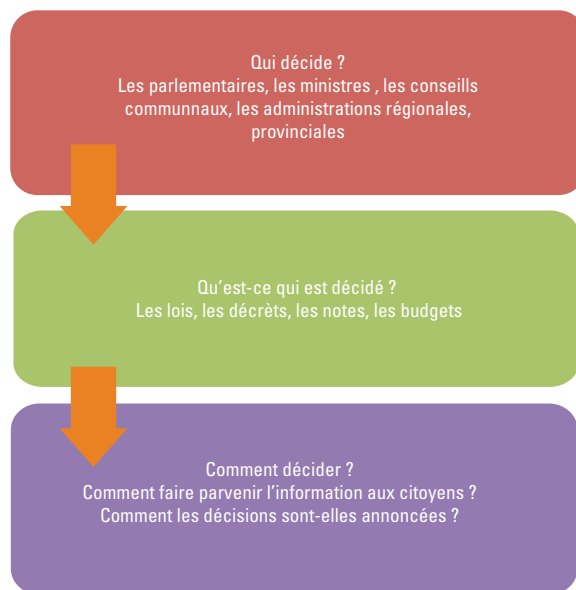 Qui décide ?
Les parlementaires, les ministres , les conseills
communnaux, les administrations régionales,
provinciales
Qu'est-ce qui est décidé ?
Les lois, les décrèts, les notes, les budgets
Comment décider ?
Comment faire parvenir l'information aux citoyens ?
Comment les décisions sont-elles annoncées ?